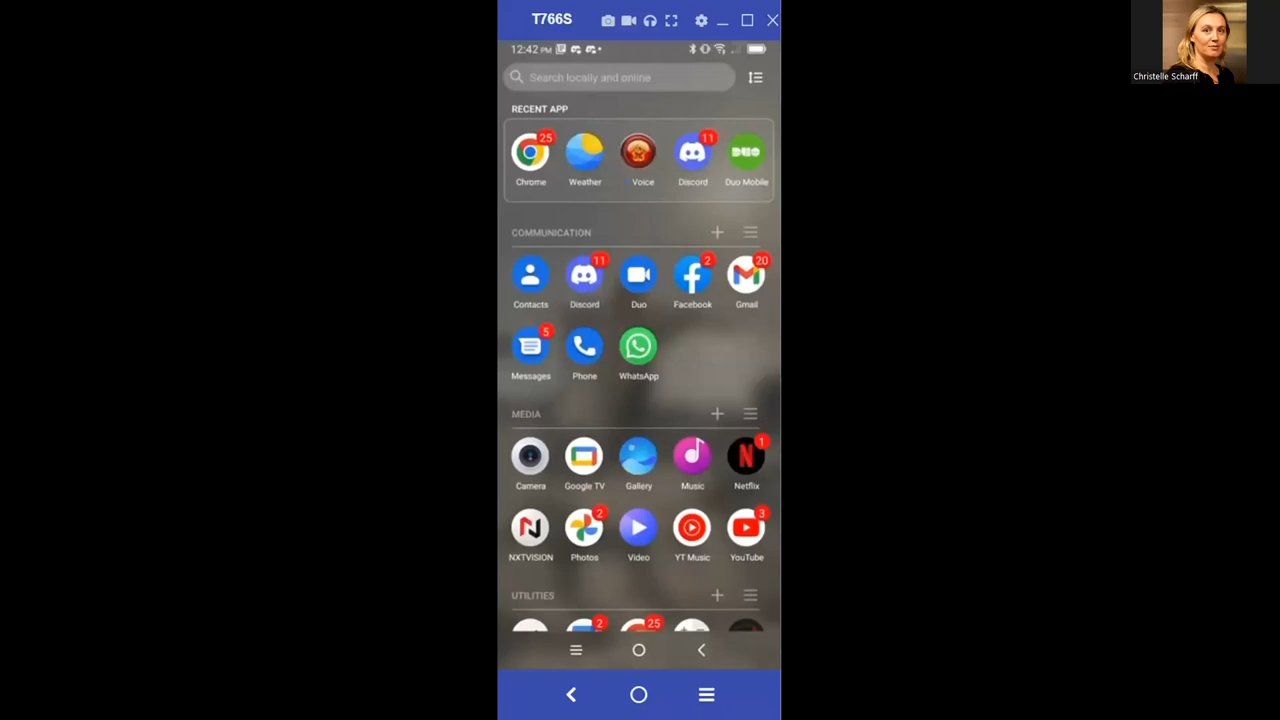 T766S
Christelle Scharff
12:42 PM
Search locally and online
RECENT APP
25 11
Chrome Weather Voice Discord Duo Mobile
COMMUNICATION
11 2 20
Contacts Discord Duo Facebook Gmail
5
Messages Phone WhatsApp
MEDIA
1
Camera Google TV Gallery Music Netflix
2 3
NXTVISION Photos Video YT Music YouTube
UTILITIES
2 25